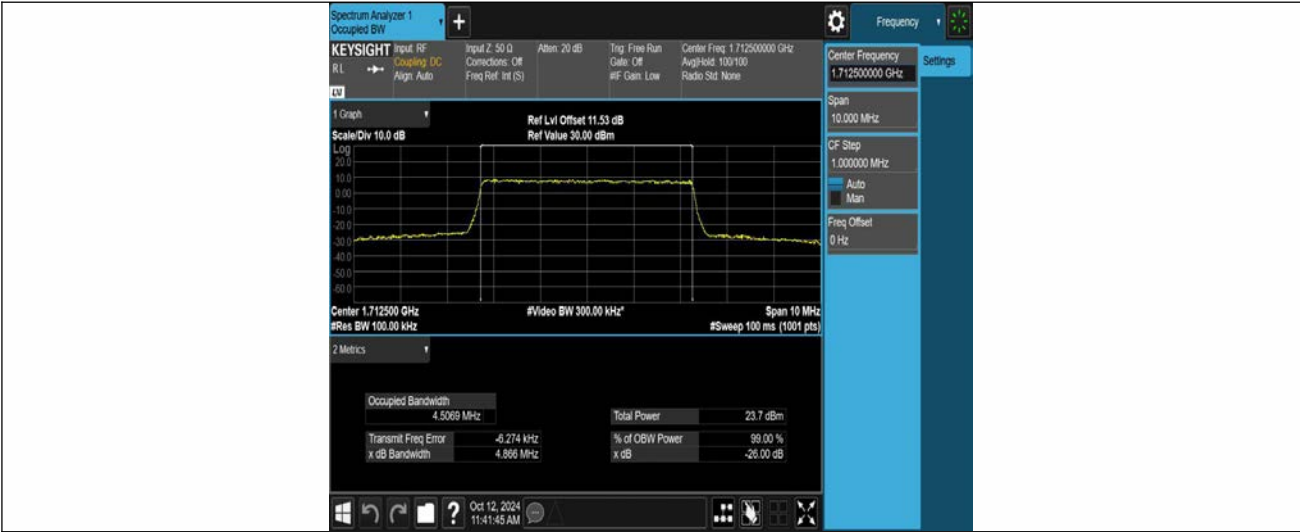 Spectrum Analyzer 1
Occupied BW
Frequency
KEYSIGHT
RL
Input: RF
Coupling: DC
Align: Auto
Input Z: 50 Ω
Corrections: Off
Freq Ref: Int (S)
Atten: 20 dB
Trig: Free Run
Gate: Off
#IF Gain: Low
Center Freq: 1.712500000 GHz
Avg|Hold: 100/100
Radio Std: None
Center Frequency
1.712500000 GHz
Settings
Span
10.000 MHz
CF Step
1.000000 MHz
Auto
Man
Freq Offset
0 Hz
1 Graph
Scale/Div 10.0 dB
Ref Lvl Offset 11.53 dB
Ref Value 30.00 dBm
Log
20.0
10.0
0.00
-10.0
-20.0
-30.0
-40.0
-50.0
-60.0
Center 1.712500 GHz
#Res BW 100.00 kHz
#Video BW 300.00 kHz*
Span 10 MHz
#Sweep 100 ms (1001 pts)
2 Metrics
Occupied Bandwidth
4.5069 MHz
Total Power 23.7 dBm
Transmit Freq Error -6.274 kHz
% of OBW Power 99.00 %
x dB Bandwidth 4.866 MHz
x dB -26.00 dB
?
Oct 12, 2024
11:41:45 AM